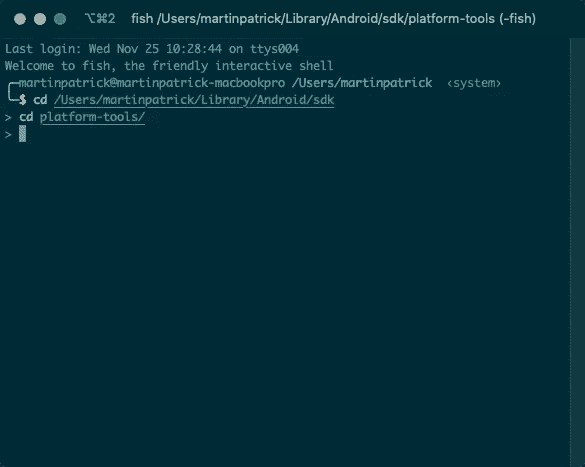 ⌥⌘2 fish /Users/martinpatrick/Library/Android/sdk/platform-tools (-fish)
Last login: Wed Nov 25 10:28:44 on ttys004
Welcome to fish, the friendly interactive shell
╭─martinpatrick@martinpatrick-macbookpro /Users/martinpatrick ‹system›
╰─$ cd /Users/martinpatrick/Library/Android/sdk
> cd platform-tools/
>